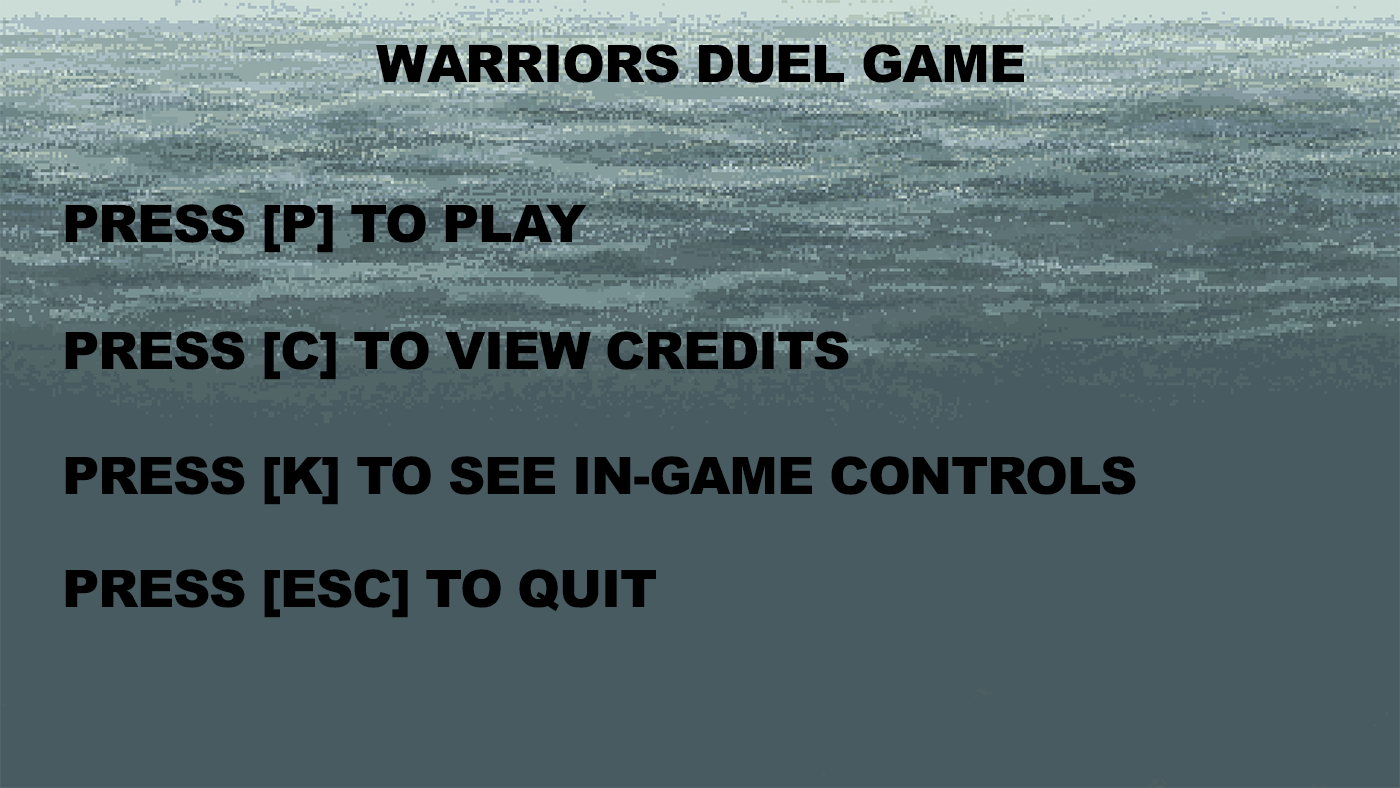 WARRIORS DUEL GAME
PRESS [P] TO PLAY
PRESS [C] TO VIEW CREDITS
PRESS [K] TO SEE IN-GAME CONTROLS
PRESS [ESC] TO QUIT